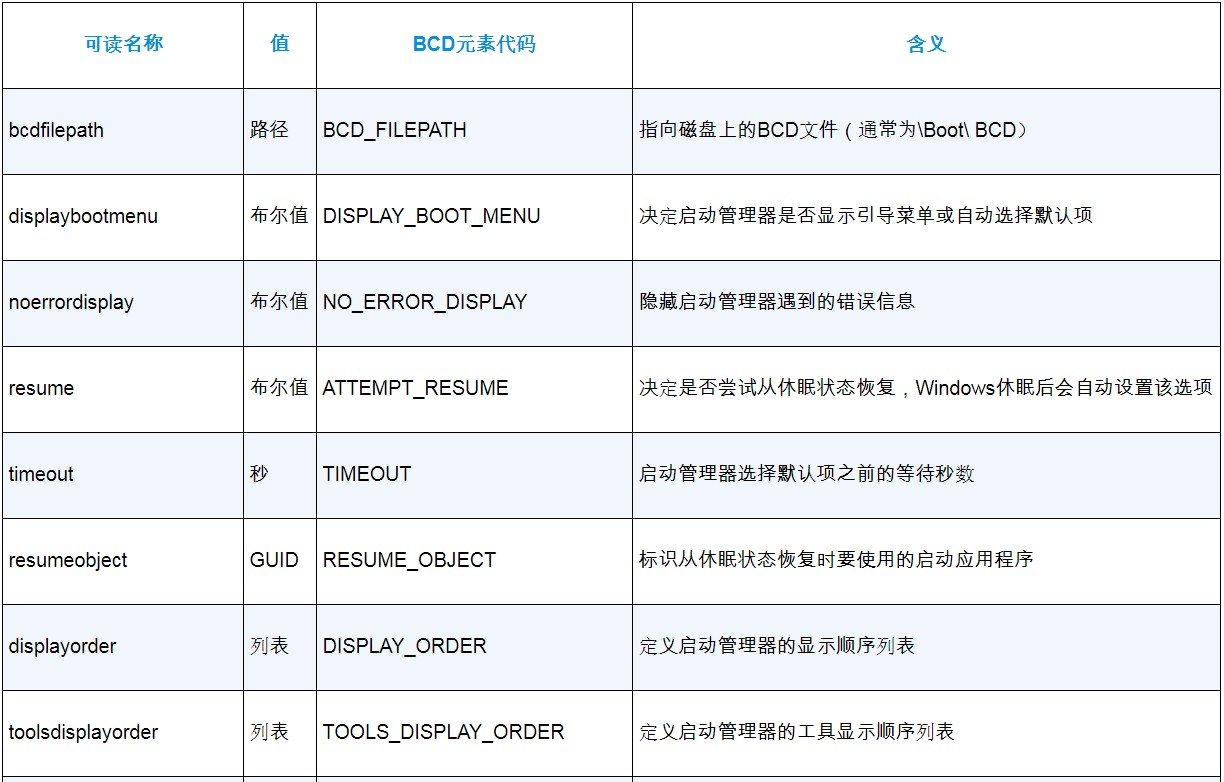 可读名称 值 BCD元素代码 含义
bcdfilepath 路径 BCD_FILEPATH 指向磁盘上的BCD文件（通常为\Boot\ BCD）
displaybootmenu 布尔值 DISPLAY_BOOT_MENU 决定启动管理器是否显示引导菜单或自动选择默认项
noerrordisplay 布尔值 NO_ERROR_DISPLAY 隐藏启动管理器遇到的错误信息
resume 布尔值 ATTEMPT_RESUME 决定是否尝试从休眠状态恢复，Windows休眠后会自动设置该选项
timeout 秒 TIMEOUT 启动管理器选择默认项之前的等待秒数
resumeobject GUID RESUME_OBJECT 标识从休眠状态恢复时要使用的启动应用程序
displayorder 列表 DISPLAY_ORDER 定义启动管理器的显示顺序列表
toolsdisplayorder 列表 TOOLS_DISPLAY_ORDER 定义启动管理器的工具显示顺序列表